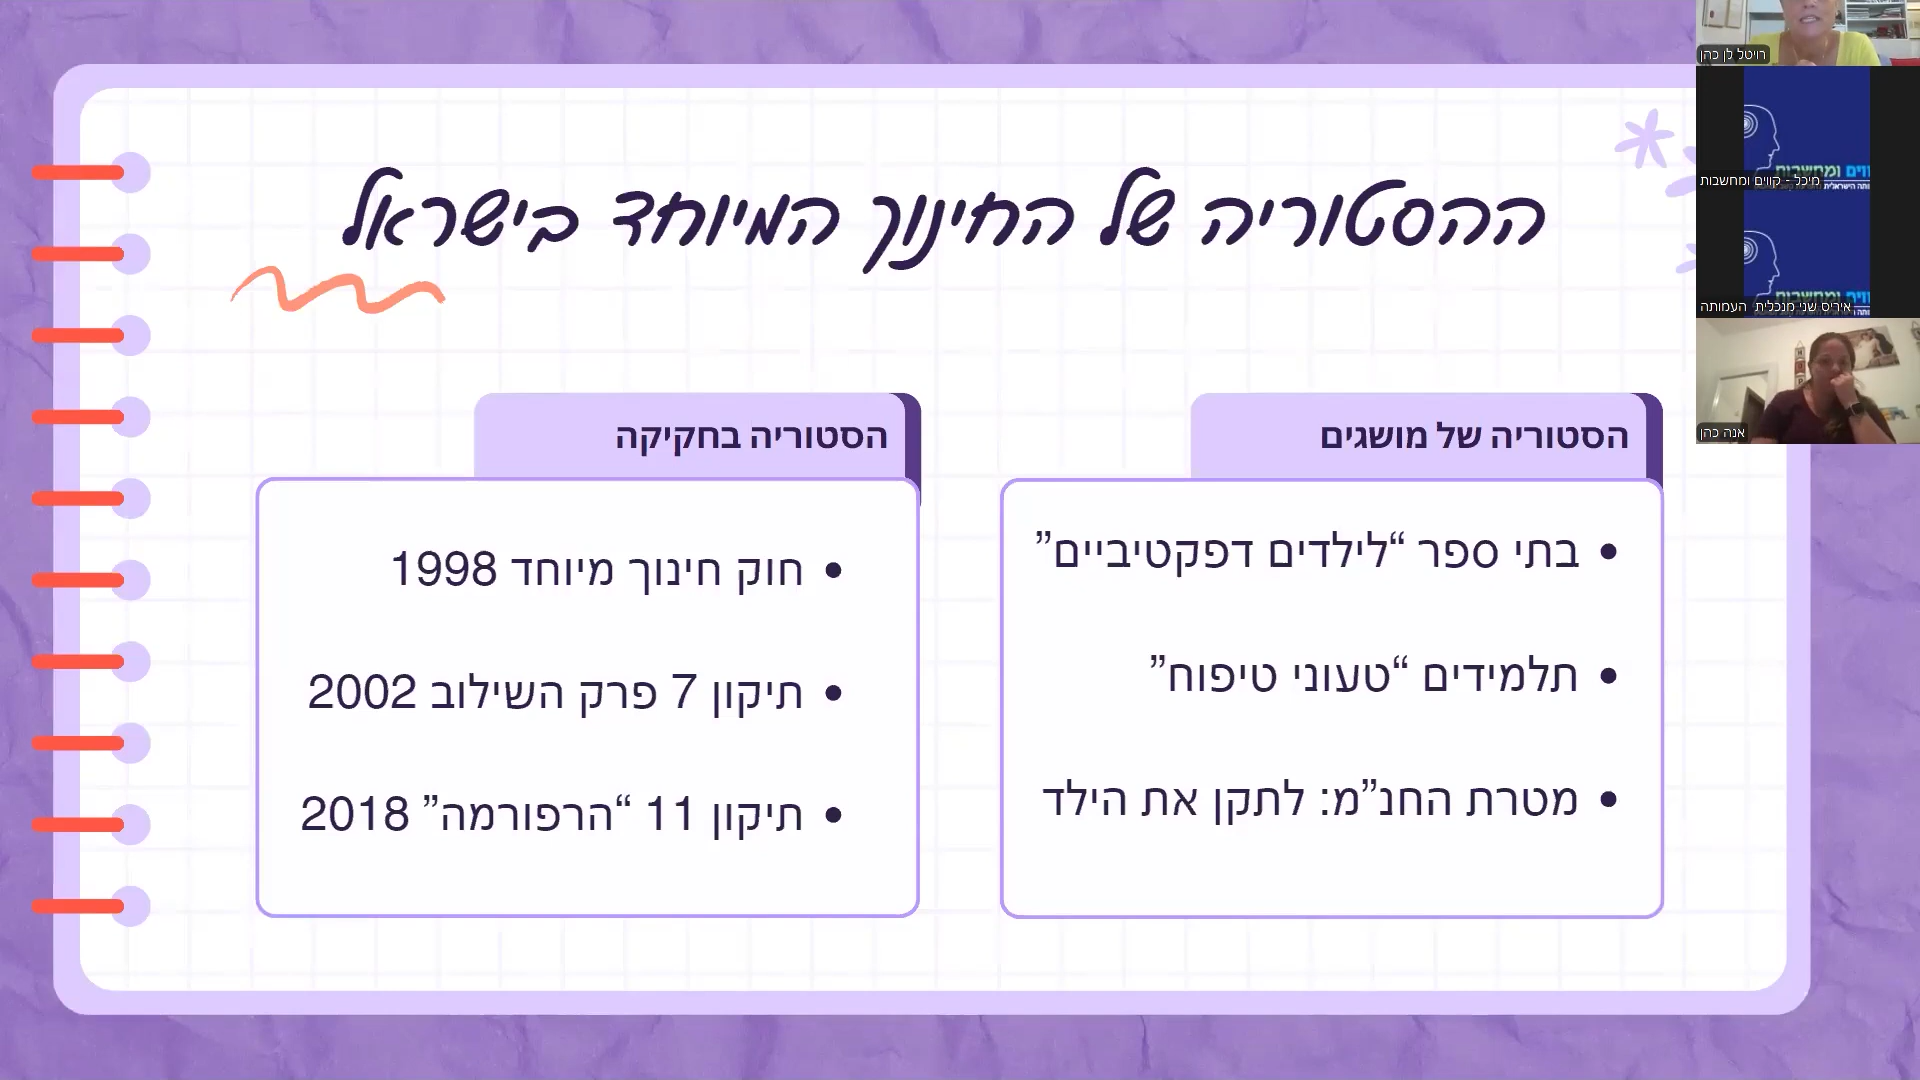 ההסטוריה של החינוך המיוחד בישראל
הסטוריה של מושגים
בתי ספר “לילדים דפקטיביים”
תלמידים “טעוני טיפוח”
מטרת החנ”מ: לתקן את הילד
הסטוריה בחקיקה
חוק חינוך מיוחד 1998
תיקון 7 פרק השילוב 2002
תיקון 11 “הרפורמה” 2018
רויטל לן כהן
מיכל - קווים ומחשבות
איריס שני מנכלית העמותה
אנה כהן